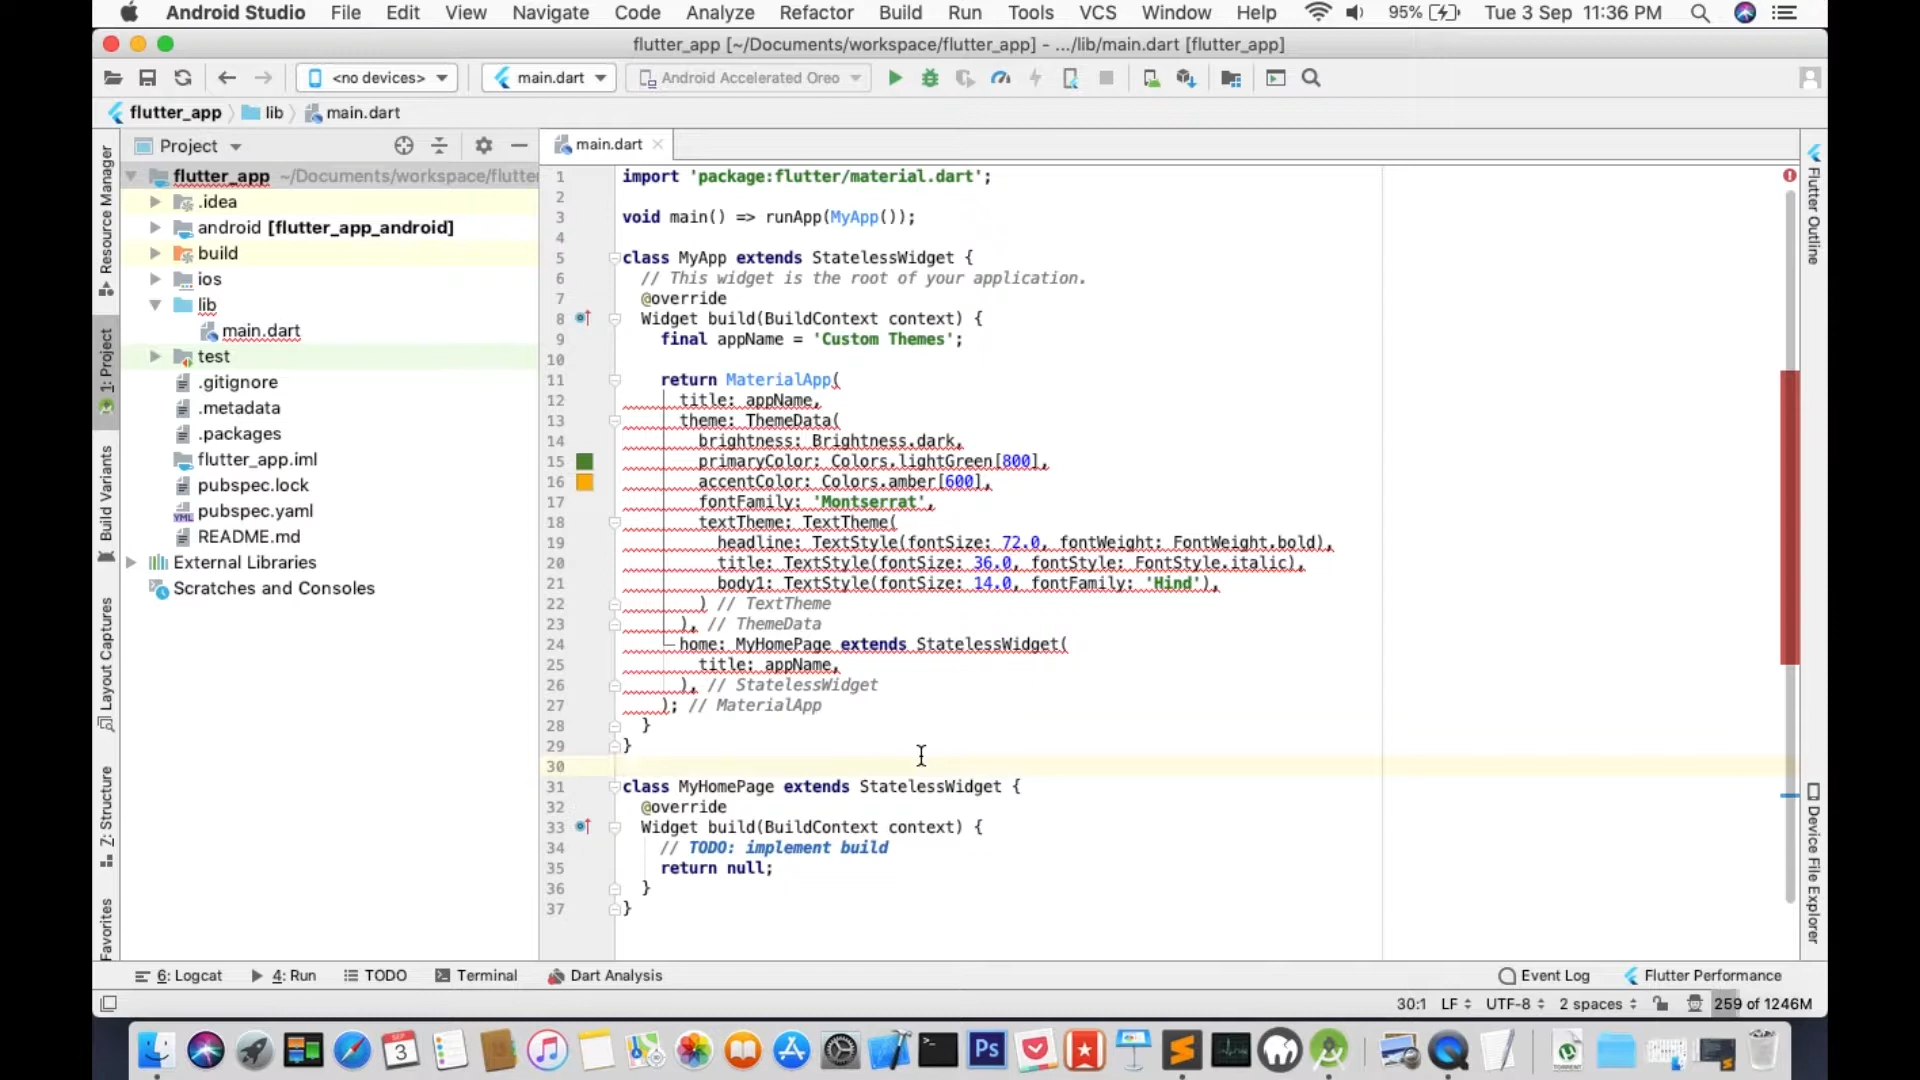 Android Studio File Edit View Navigate Code Analyze Refactor Build Run Tools VCS Window Help 95% Tue 3 Sep 11:36 PM
flutter_app [~/Documents/workspace/flutter_app] - .../lib/main.dart [flutter_app]
<no devices> main.dart Android Accelerated Oreo
flutter_app lib main.dart
Project
main.dart
flutter_app ~/Documents/workspace/flutter
.idea
android [flutter_app_android]
build
ios
lib
main.dart
test
.gitignore
.metadata
.packages
flutter_app.iml
pubspec.lock
pubspec.yaml
README.md
External Libraries
Scratches and Consoles
Resource Manager
1: Project
Build Variants
Layout Captures
Z: Structure
Favorites
1 import 'package:flutter/material.dart';
2
3 void main() => runApp(MyApp());
4
5 class MyApp extends StatelessWidget {
6 // This widget is the root of your application.
7 @override
8 Widget build(BuildContext context) {
9 final appName = 'Custom Themes';
10
11 return MaterialApp(
12 title: appName,
13 theme: ThemeData(
14 brightness: Brightness.dark,
15 primaryColor: Colors.lightGreen[800],
16 accentColor: Colors.amber[600],
17 fontFamily: 'Montserrat',
18 textTheme: TextTheme(
19 headline: TextStyle(fontSize: 72.0, fontWeight: FontWeight.bold),
20 title: TextStyle(fontSize: 36.0, fontStyle: FontStyle.italic),
21 body1: TextStyle(fontSize: 14.0, fontFamily: 'Hind'),
22 ) // TextTheme
23 ), // ThemeData
24 home: MyHomePage extends StatelessWidget(
25 title: appName,
26 ), // StatelessWidget
27 ); // MaterialApp
28 }
29 }
30
31 class MyHomePage extends StatelessWidget {
32 @override
33 Widget build(BuildContext context) {
34 // TODO: implement build
35 return null;
36 }
37 }
Flutter Outline
Device File Explorer
6: Logcat 4: Run TODO Terminal Dart Analysis Event Log Flutter Performance
30:1 LF UTF-8 2 spaces 259 of 1246M
SEP
3
Ps
TORRENT